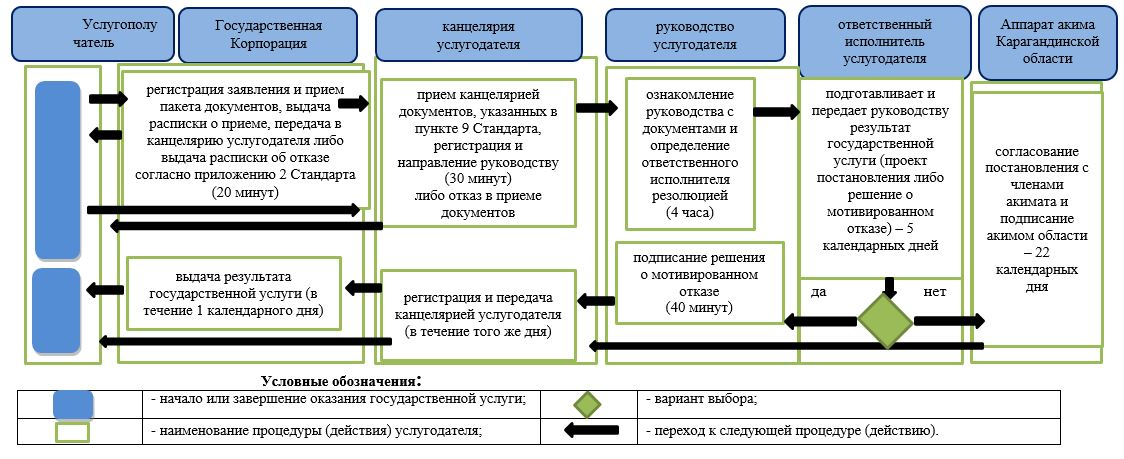 Услугополу
чатель
Государственная
Корпорация
канцелярия
услугодателя
руководство
услугодателя
ответственный
исполнитель
услугодателя
Аппарат акима
Карагандинской
области
регистрация заявления и прием
пакета документов, выдача
расписки о приеме, передача в
канцелярию услугодателя либо
выдача расписки об отказе
согласно приложению 2 Стандарта
(20 минут)
прием канцелярией
документов, указанных в
пункте 9 Стандарта,
регистрация и
направление руководству
(30 минут)
либо отказ в приеме
документов
ознакомление
руководства с
документами и
определение
ответственного
исполнителя
резолюцией
(4 часа)
подготавливает и
передает руководству
результат
государственной
услуги (проект
постановления либо
решение о
мотивированном
отказе) – 5
календарных дней
согласование
постановления с
членами
акимата и
подписание
акимом области
– 22
календарных
дня
выдача результата
государственной услуги (в
течение 1 календарного дня)
регистрация и передача
канцелярией услугодателя
(в течение того же дня)
подписание решения
о мотивированном
отказе
(40 минут)
да
нет
Условные обозначения:
- начало или завершение оказания государственной услуги;
- вариант выбора;
- наименование процедуры (действия) услугодателя;
- переход к следующей процедуре (действию).